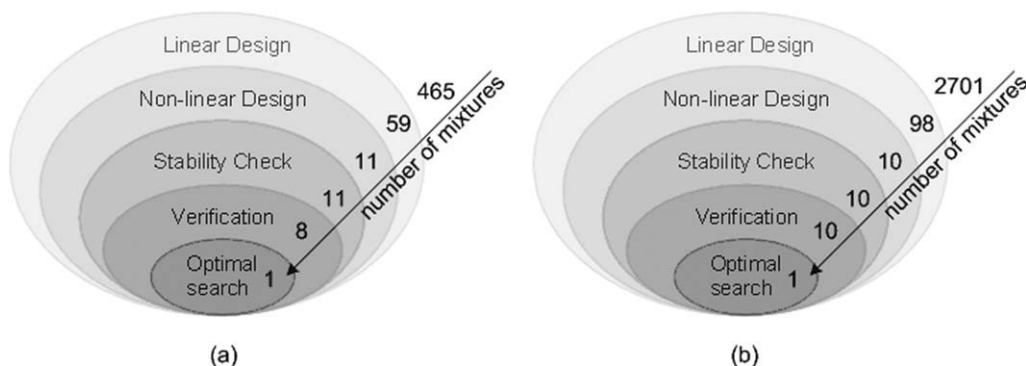 Linear Design
Non-linear Design
Stability Check
Verification
Optimal
search
465
59
11
11
8
1
number of mixtures
(a)
Linear Design
Non-linear Design
Stability Check
Verification
Optimal
search
2701
98
10
10
10
1
number of mixtures
(b)